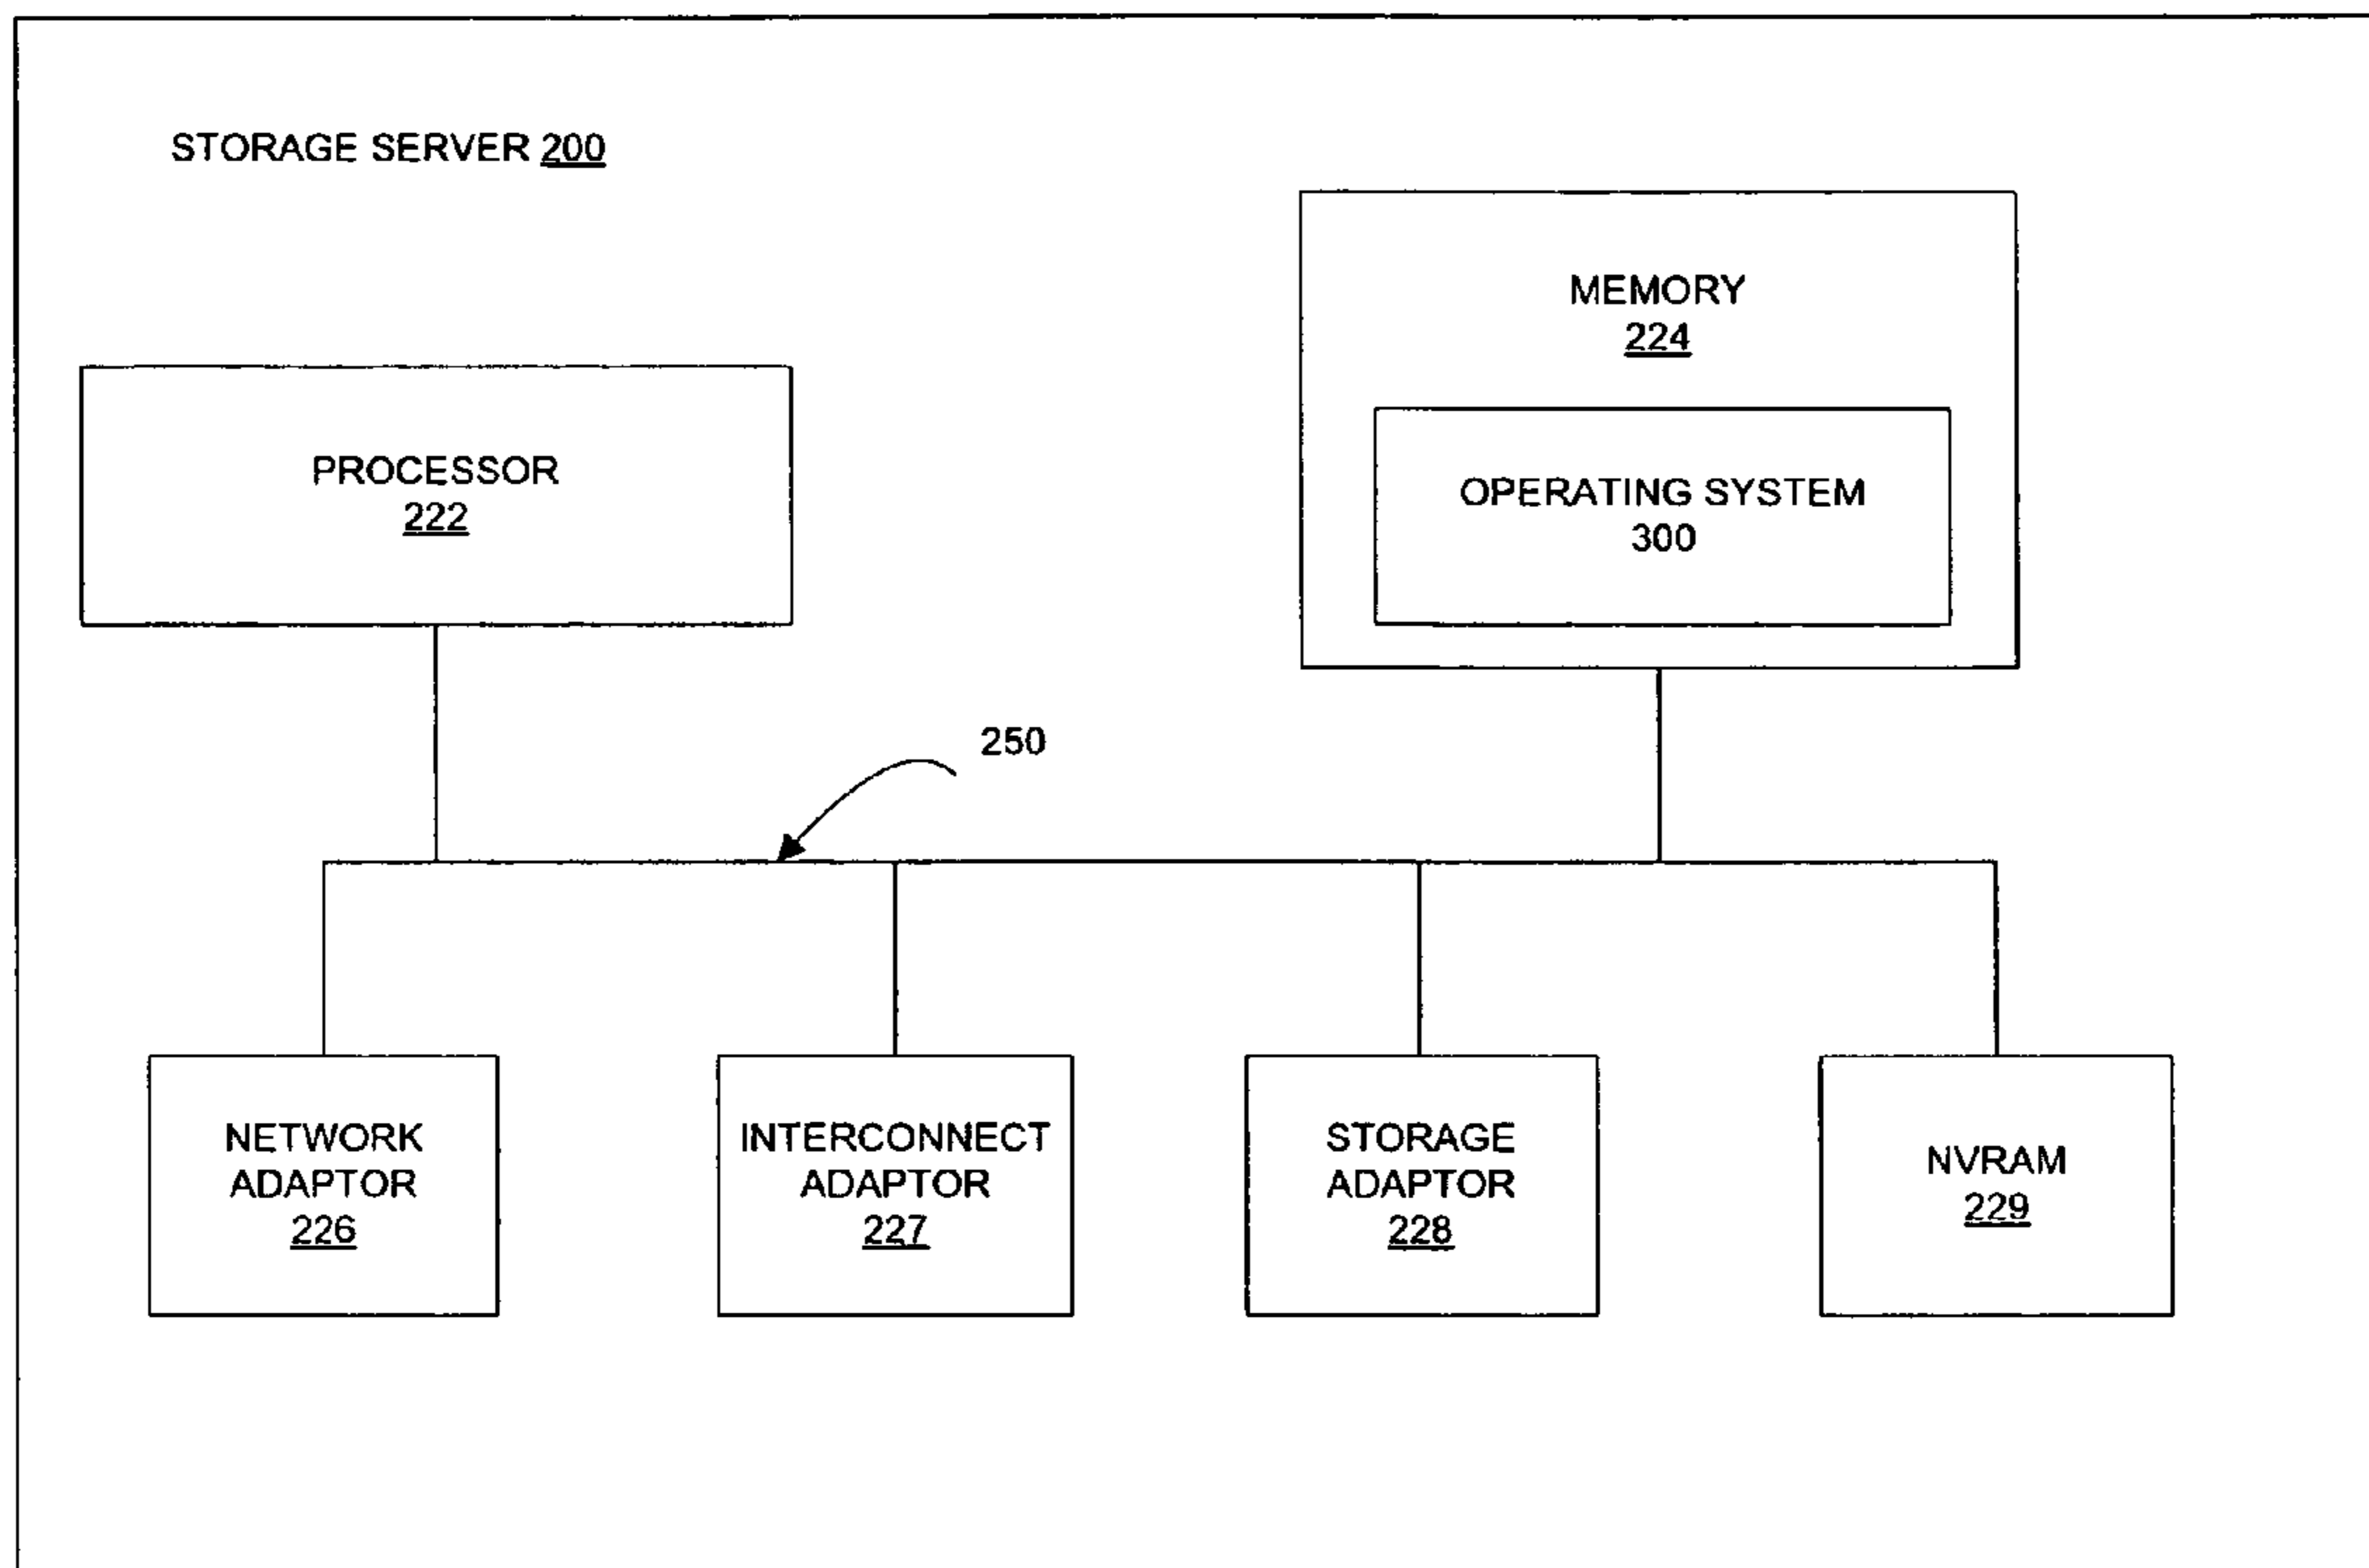 STORAGE SERVER 200
MEMORY
224
PROCESSOR
222
OPERATING SYSTEM
300
250
NETWORK
ADAPTOR
226
INTERCONNECT
ADAPTOR
227
STORAGE
ADAPTOR
228
NVRAM
229